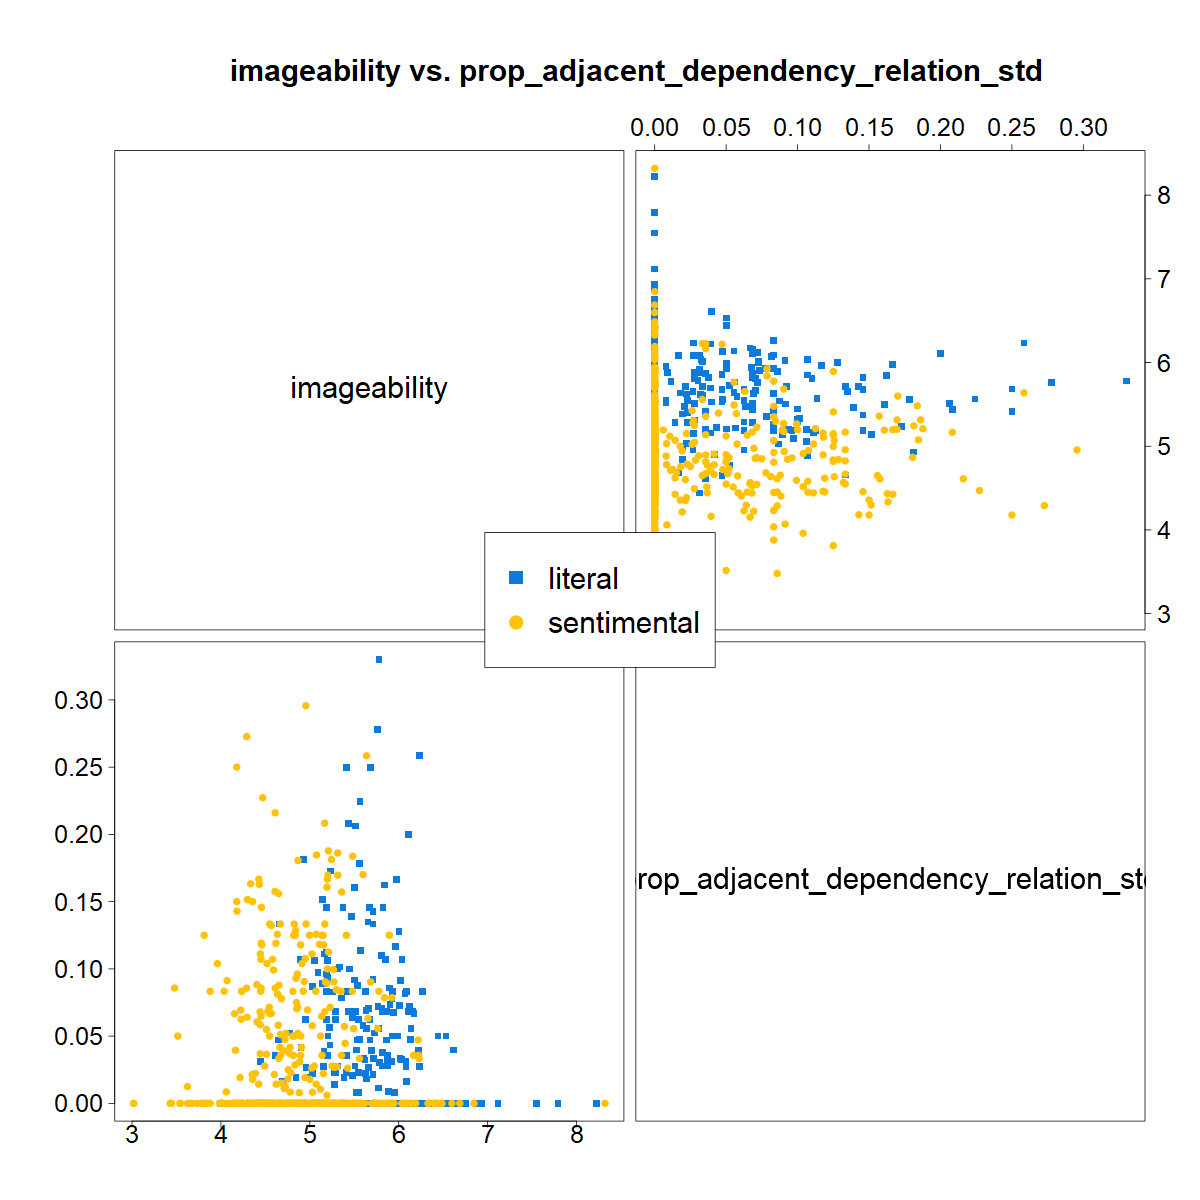 imageability vs. prop_adjacent_dependency_relation_std
0.00 0.05 0.10 0.15 0.20 0.25 0.30
imageability
8
7
6
5
4
3
literal
sentimental
0.30
0.25
0.20
0.15
0.10
0.05
0.00
rop_adjacent_dependency_relation_st
3 4 5 6 7 8